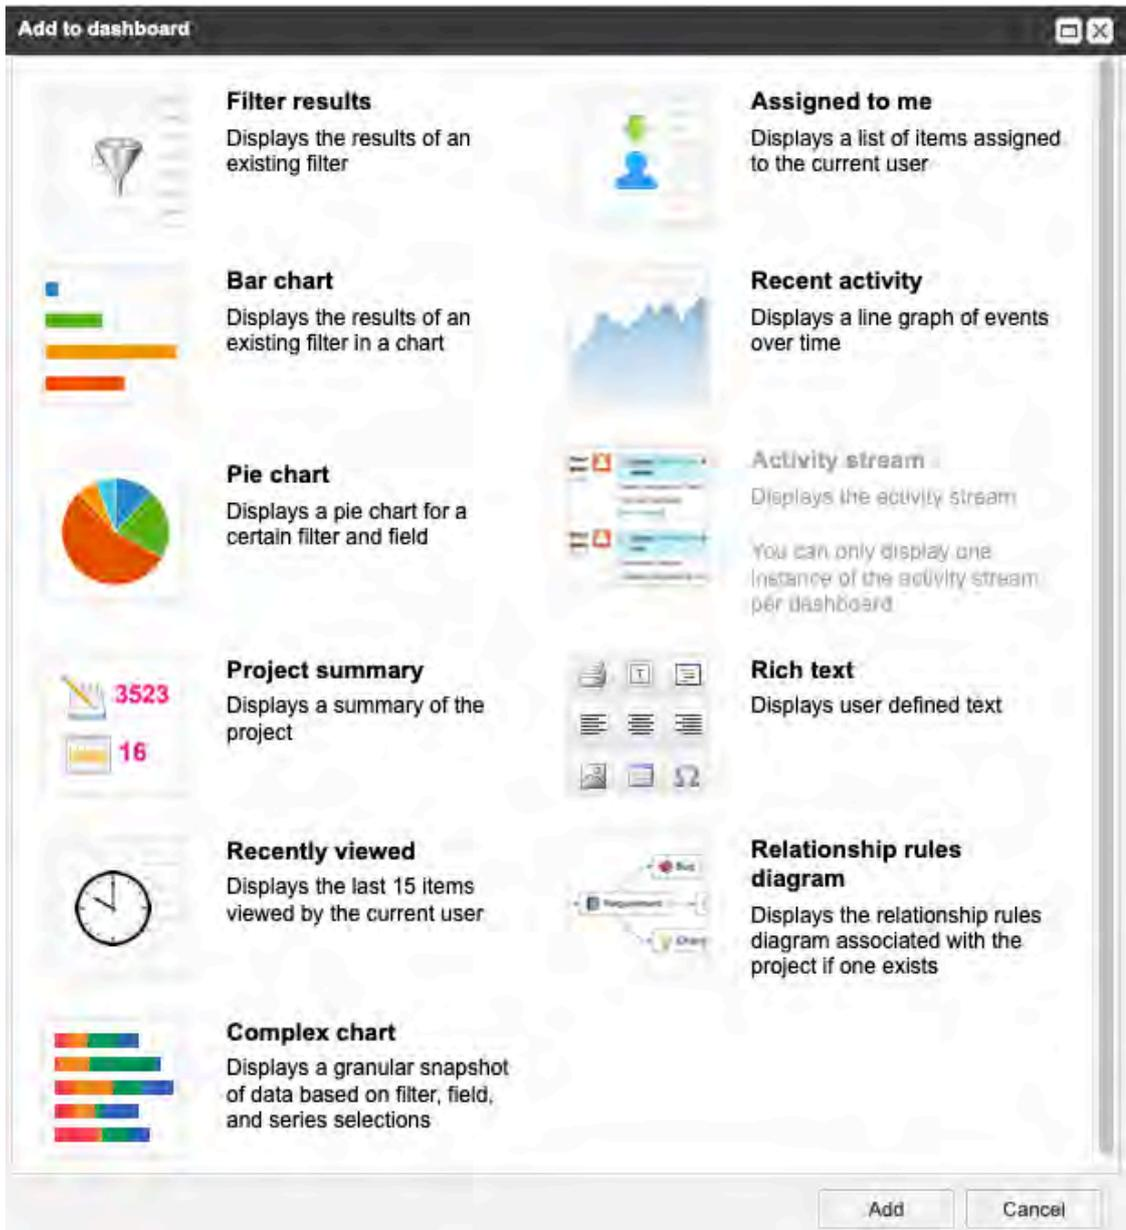 Add to dashboard
Filter results
Displays the results of an
existing filter
Assigned to me
Displays a list of items assigned
to the current user
Bar chart
Displays the results of an
existing filter in a chart
Recent activity
Displays a line graph of events
over time
Pie chart
Displays a pie chart for a
certain filter and field
Activity stream
Displays the activity stream
You can only display one
instance of the activity stream
per dashboard
Project summary
Displays a summary of the
project
3523
16
Rich text
Displays user defined text
T
Ω
Recently viewed
Displays the last 15 items
viewed by the current user
Relationship rules
diagram
Displays the relationship rules
diagram associated with the
project if one exists
Bug
Requirement
Complex chart
Displays a granular snapshot
of data based on filter, field,
and series selections
Add
Cancel